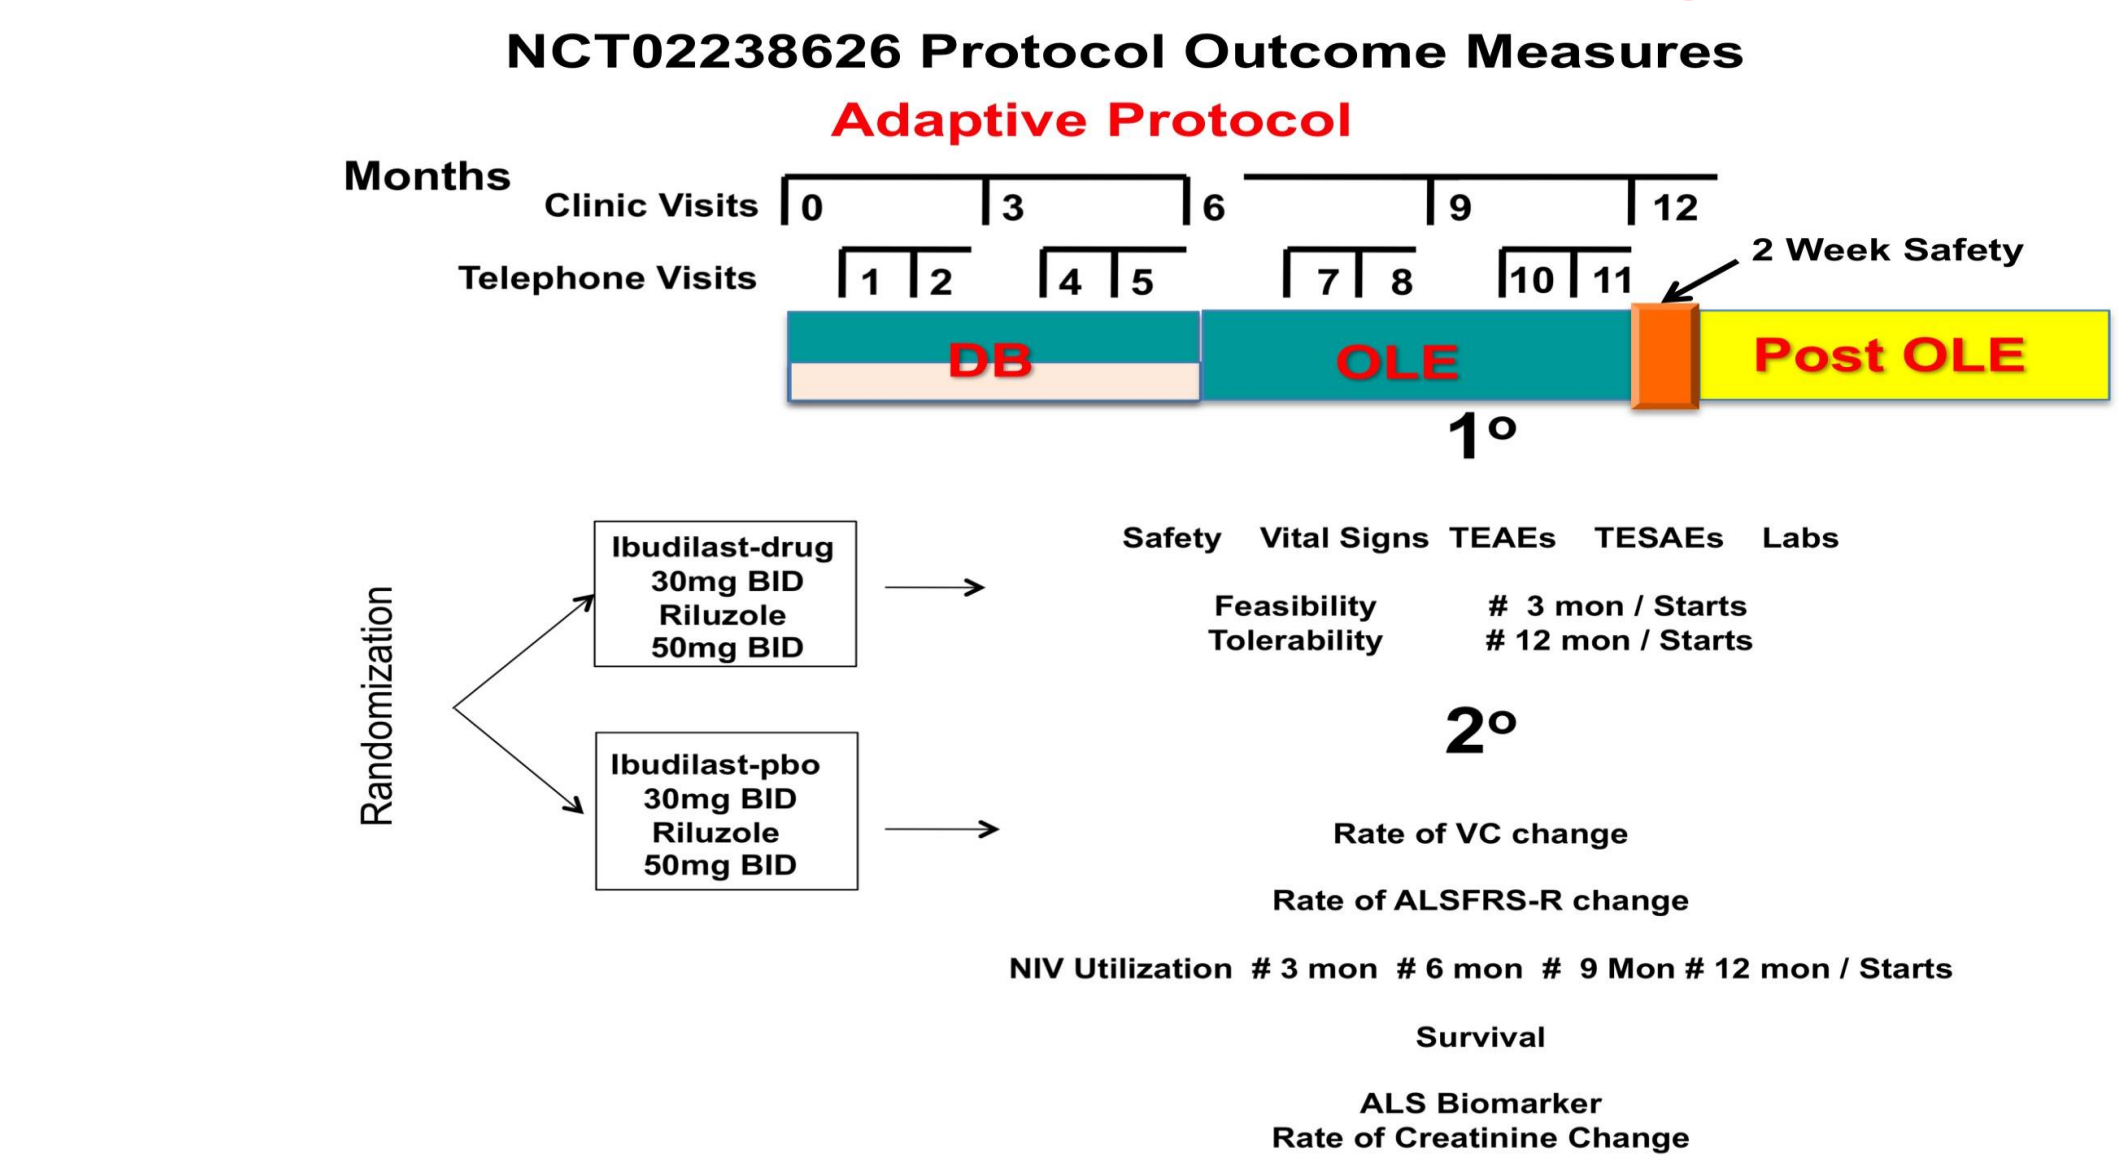 NCT02238626 Protocol Outcome Measures
Adaptive Protocol
Months
Clinic Visits 0 3 6 9 12
Telephone Visits 1 2 4 5 7 8 10 11
2 Week Safety
DB OLE Post OLE
1º
Safety Vital Signs TEAEs TESAEs Labs
Feasibility # 3 mon / Starts
Tolerability # 12 mon / Starts
Randomization
Ibudilast-drug
30mg BID
Riluzole
50mg BID
Ibudilast-pbo
30mg BID
Riluzole
50mg BID
2º
Rate of VC change
Rate of ALSFRS-R change
NIV Utilization # 3 mon # 6 mon # 9 Mon # 12 mon / Starts
Survival
ALS Biomarker
Rate of Creatinine Change